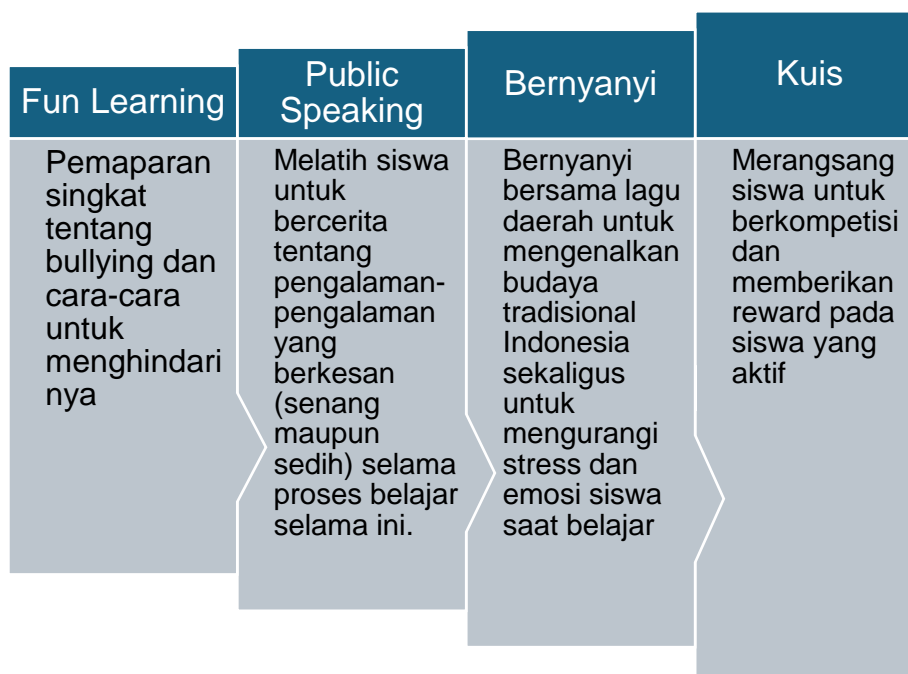 Fun Learning
Pemaparan
singkat
tentang
bullying dan
cara-cara
untuk
menghindari
nya
Public
Speaking
Melatih siswa
untuk
bercerita
tentang
pengalaman-
pengalaman
yang
berkesan
(senang
maupun
sedih) selama
proses belajar
selama ini.
Bernyanyi
Bernyanyi
bersama lagu
daerah untuk
mengenalkan
budaya
tradisional
Indonesia
sekaligus
untuk
mengurangi
stress dan
emosi siswa
saat belajar
Kuis
Merangsang
siswa untuk
berkompetisi
dan
memberikan
reward pada
siswa yang
aktif